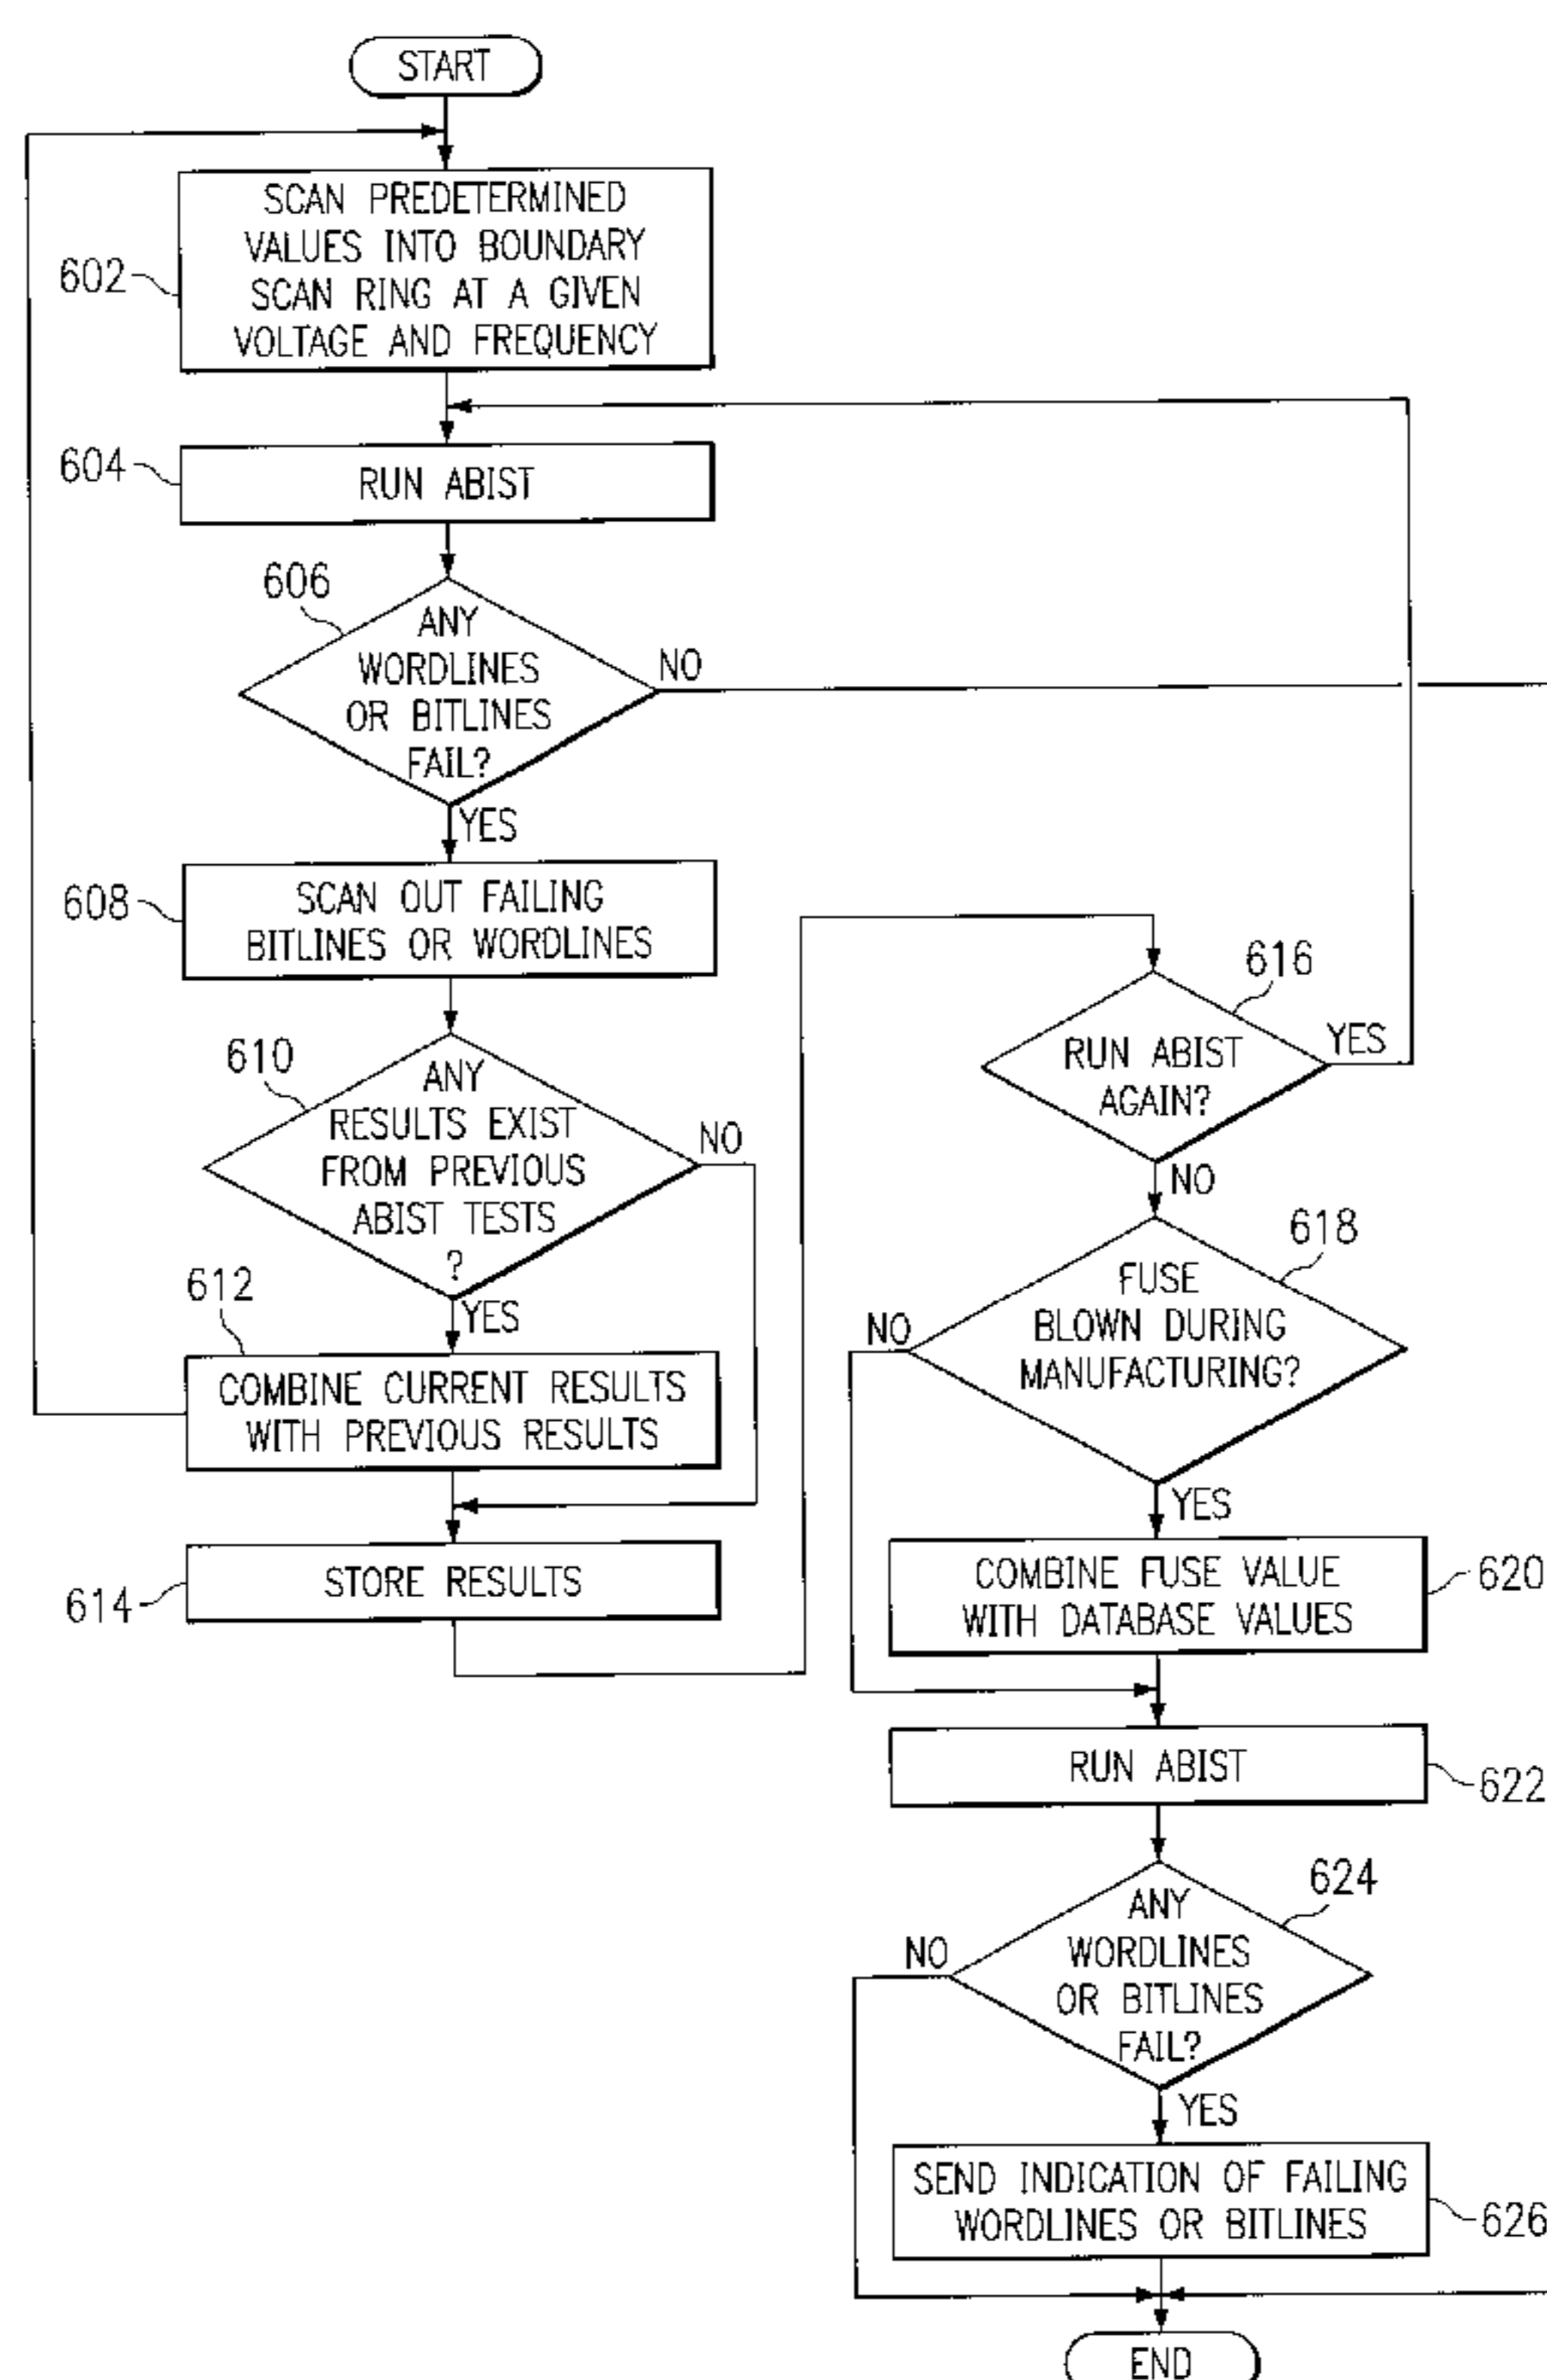 START
SCAN PREDETERMINED
VALUES INTO BOUNDARY
SCAN RING AT A GIVEN
VOLTAGE AND FREQUENCY
602
604
RUN ABIST
606
ANY
WORDLINES
OR BITLINES
FAIL?
NO
YES
608
SCAN OUT FAILING
BITLINES OR WORDLINES
610
ANY
RESULTS EXIST
FROM PREVIOUS
ABIST TESTS
?
NO
YES
612
COMBINE CURRENT RESULTS
WITH PREVIOUS RESULTS
614
STORE RESULTS
616
RUN ABIST
AGAIN?
YES
NO
618
FUSE
BLOWN DURING
MANUFACTURING?
NO
YES
COMBINE FUSE VALUE
WITH DATABASE VALUES
620
RUN ABIST
622
624
ANY
WORDLINES
OR BITLINES
FAIL?
NO
YES
SEND INDICATION OF FAILING
WORDLINES OR BITLINES
626
END